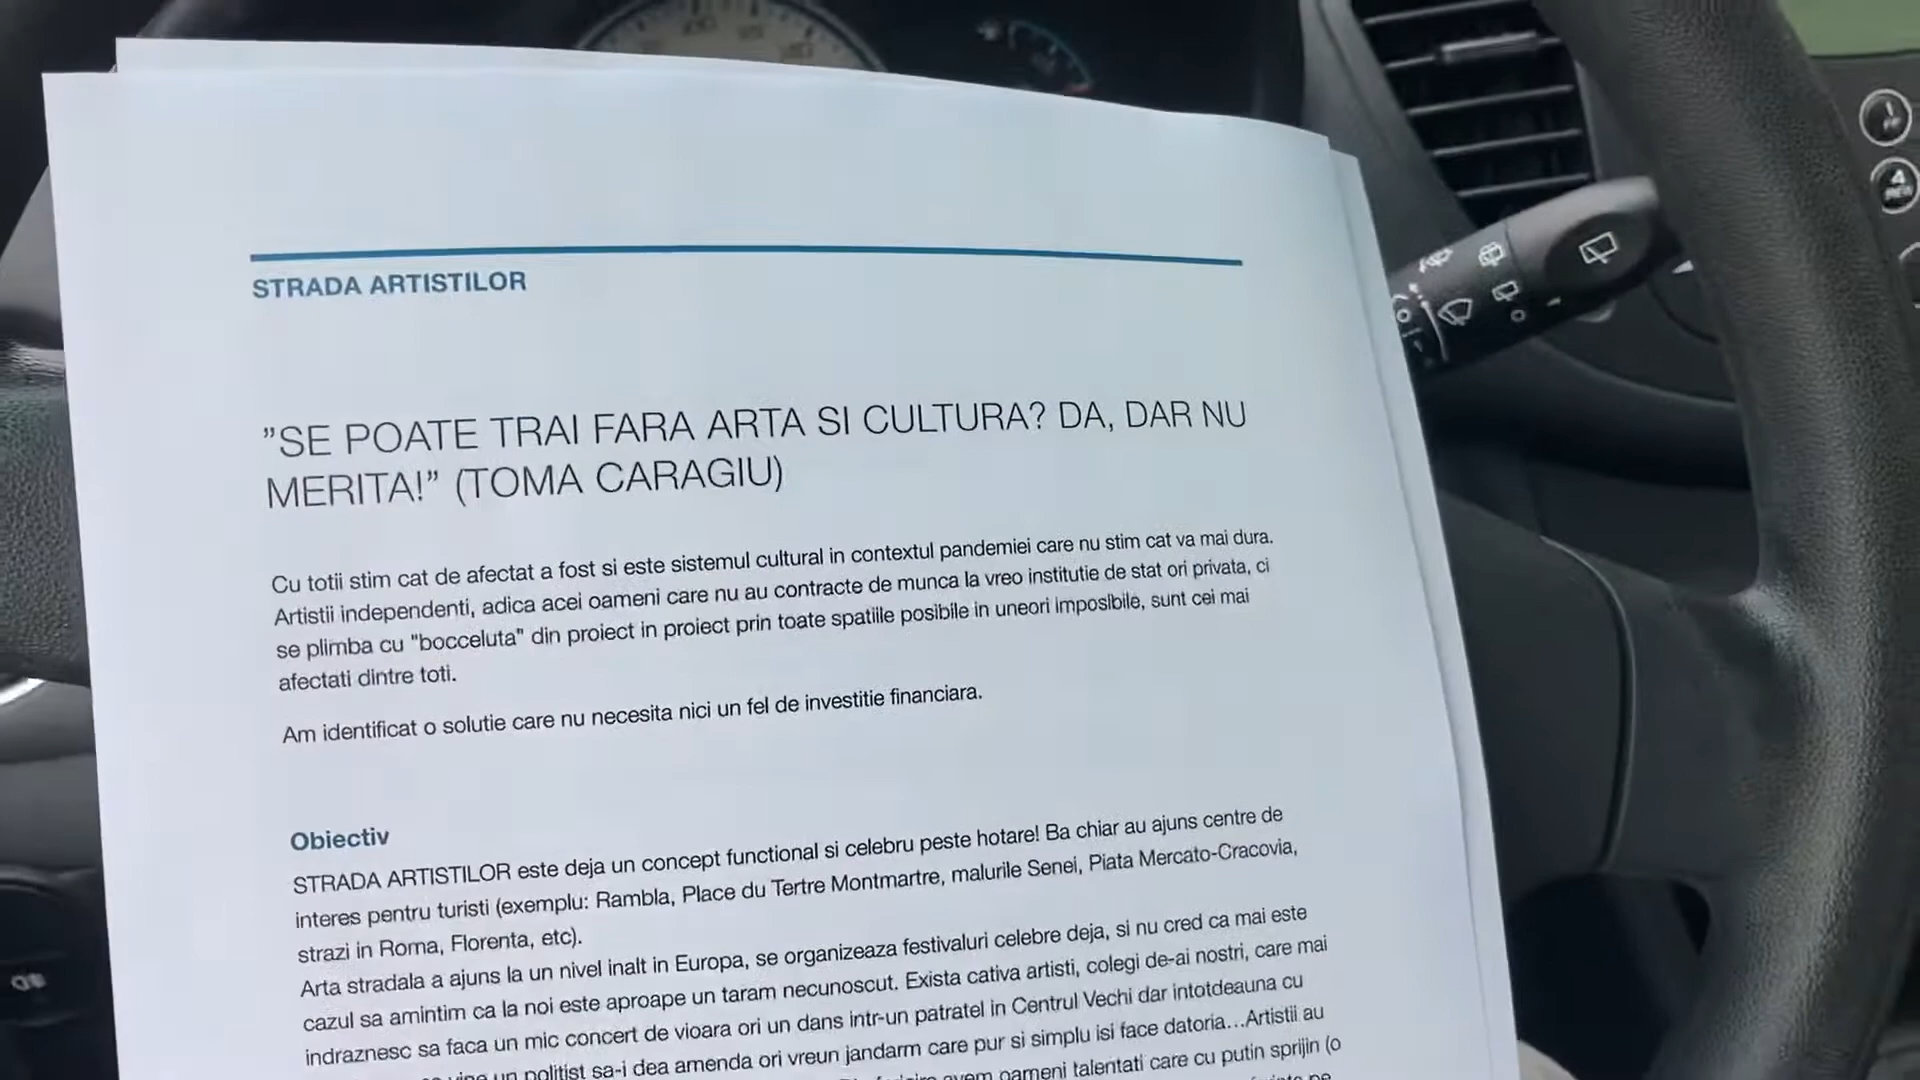 STRADA ARTISTILOR
”SE POATE TRAI FARA ARTA SI CULTURA? DA, DAR NU
MERITA!” (TOMA CARAGIU)
Cu totii stim cat de afectat a fost si este sistemul cultural in contextul pandemiei care nu stim cat va mai dura.
Artistii independenti, adica acei oameni care nu au contracte de munca la vreo institutie de stat ori privata, ci
se plimba cu "bocceluta" din proiect in proiect prin toate spatiile posibile in uneori imposibile, sunt cei mai
afectati dintre toti.
Am identificat o solutie care nu necesita nici un fel de investitie financiara.
Obiectiv
STRADA ARTISTILOR este deja un concept functional si celebru peste hotare! Ba chiar au ajuns centre de
interes pentru turisti (exemplu: Rambla, Place du Tertre Montmartre, malurile Senei, Piata Mercato-Cracovia,
strazi in Roma, Florenta, etc).
Arta stradala a ajuns la un nivel inalt in Europa, se organizeaza festivaluri celebre deja, si nu cred ca mai este
cazul sa amintim ca la noi este aproape un taram necunoscut. Exista cativa artisti, colegi de-ai nostri, care mai
indraznesc sa faca un mic concert de vioara ori un dans intr-un patratel in Centrul Vechi dar intotdeauna cu
un politist sa-i dea amenda ori vreun jandarm care pur si simplu isi face datoria…Artistii au
avem oameni talentati care cu putin sprijin (o